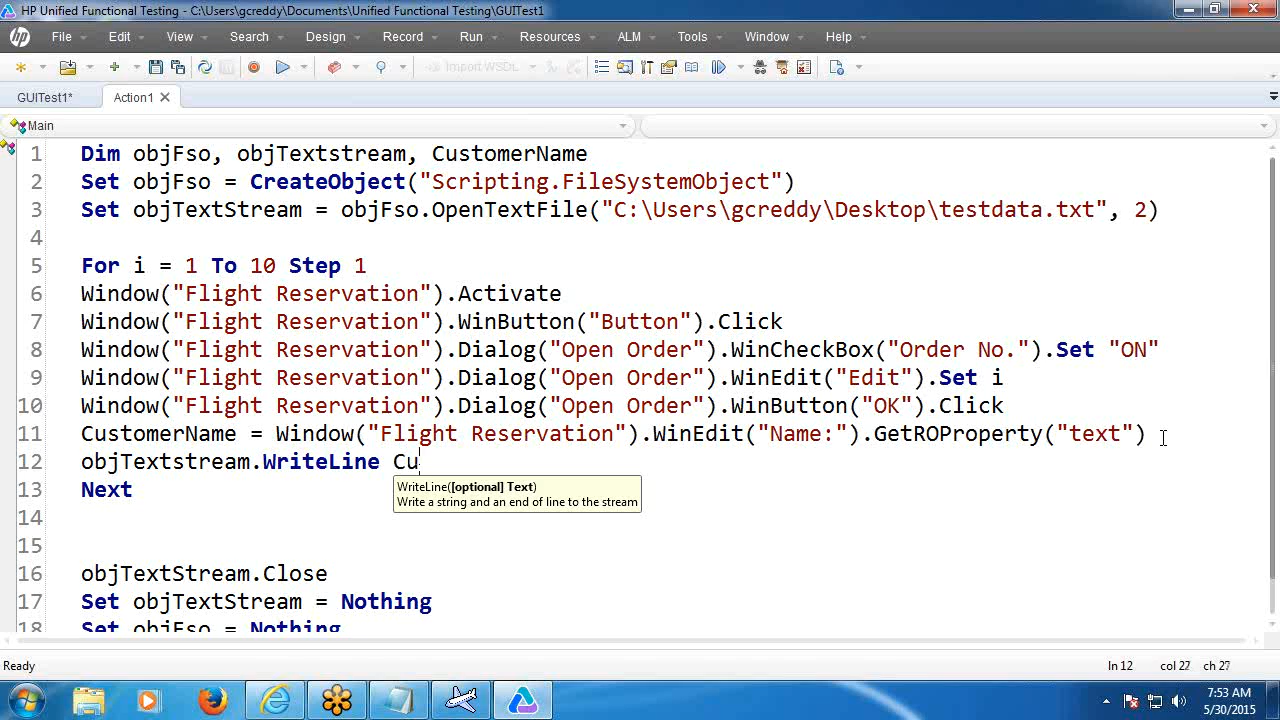 HP Unified Functional Testing - C:\Users\gcreddy\Documents\Unified Functional Testing\GUITest1
hp File Edit View Search Design Record Run Resources ALM Tools Window Help
Import WSDL
GUITest1* Action1
Main
1 Dim objFso, objTextstream, CustomerName
2 Set objFso = CreateObject("Scripting.FileSystemObject")
3 Set objTextStream = objFso.OpenTextFile("C:\Users\gcreddy\Desktop\testdata.txt", 2)
4
5 For i = 1 To 10 Step 1
6 Window("Flight Reservation").Activate
7 Window("Flight Reservation").WinButton("Button").Click
8 Window("Flight Reservation").Dialog("Open Order").WinCheckBox("Order No.").Set "ON"
9 Window("Flight Reservation").Dialog("Open Order").WinEdit("Edit").Set i
10 Window("Flight Reservation").Dialog("Open Order").WinButton("OK").Click
11 CustomerName = Window("Flight Reservation").WinEdit("Name:").GetROProperty("text")
12 objTextstream.WriteLine Cu
WriteLine([optional] Text)
13 Next
Write a string and an end of line to the stream
14
15
16 objTextStream.Close
17 Set objTextStream = Nothing
18 Set objFso = Nothing
Ready ln 12 col 27 ch 27
7:53 AM
5/30/2015